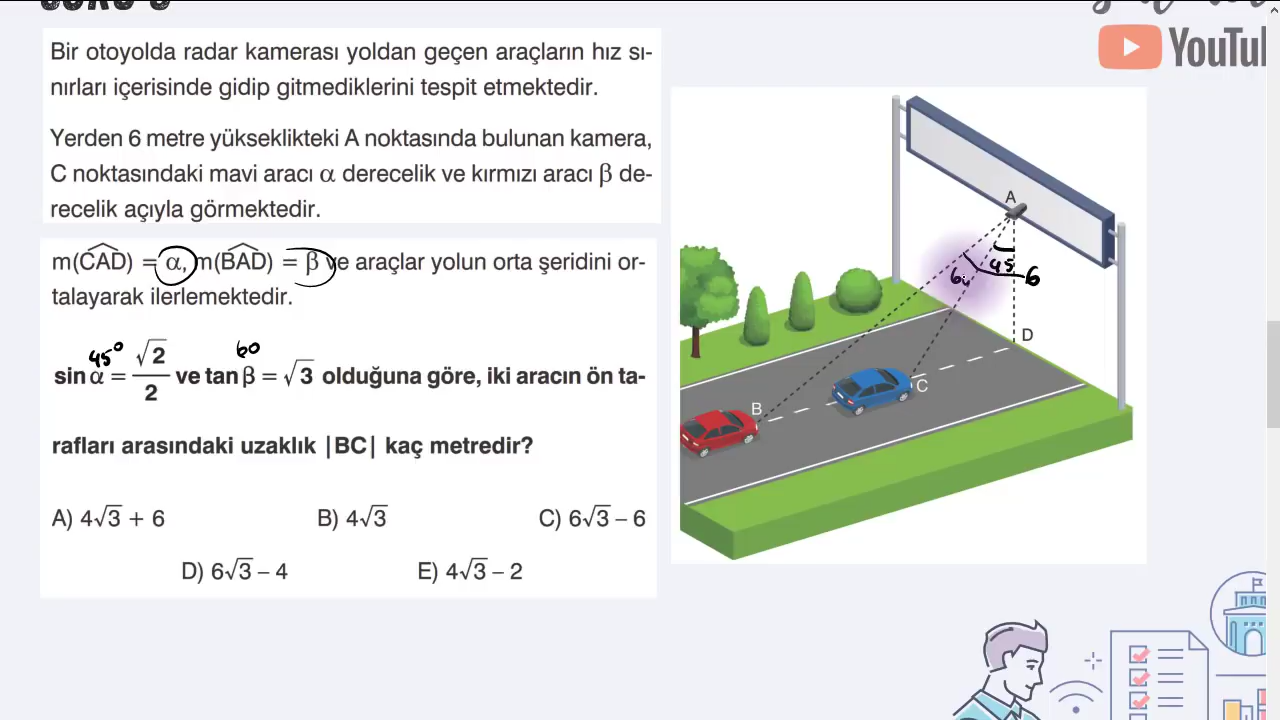 YouTu
Bir otoyolda radar kamerası yoldan geçen araçların hız sı-
nırları içerisinde gidip gitmediklerini tespit etmektedir.
Yerden 6 metre yükseklikteki A noktasında bulunan kamera,
C noktasındaki mavi aracı α derecelik ve kırmızı aracı β de-
recelik açıyla görmektedir.
m(CAD) = α, m(BAD) = β ve araçlar yolun orta şeridini or-
talayarak ilerlemektedir.
45° 60
sin α = √2/2 ve tan β = √3 olduğuna göre, iki aracın ön ta-
rafları arasındaki uzaklık |BC| kaç metredir?
A) 4√3 + 6 B) 4√3 C) 6√3 – 6
D) 6√3 – 4 E) 4√3 – 2
A
45
60
6
D
C
B